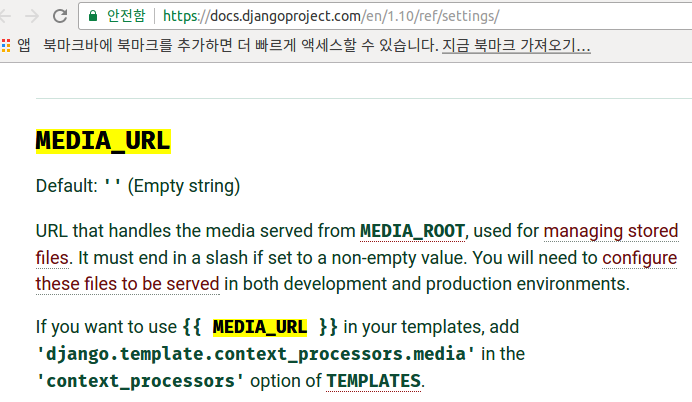 안전함 https://docs.djangoproject.com/en/1.10/ref/settings/
앱 북마크바에 북마크를 추가하면 더 빠르게 액세스할 수 있습니다. 지금 북마크 가져오기...
MEDIA_URL
Default: '' (Empty string)
URL that handles the media served from MEDIA_ROOT, used for managing stored
files. It must end in a slash if set to a non-empty value. You will need to configure
these files to be served in both development and production environments.
If you want to use {{ MEDIA_URL }} in your templates, add
'django.template.context_processors.media' in the
'context_processors' option of TEMPLATES.